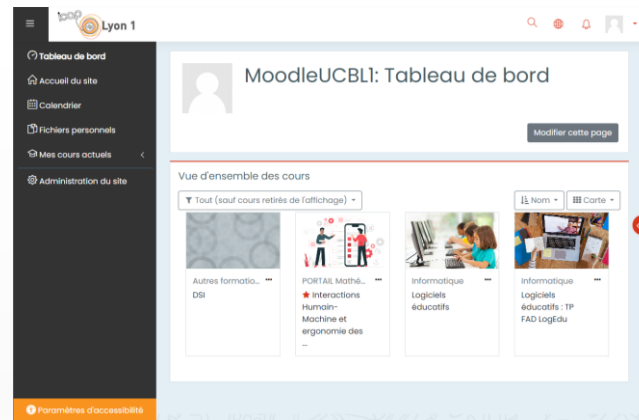 pop
Lyon 1
Tableau de bord
Accueil du site
Calendrier
Fichiers personnels
Mes cours actuels
Administration du site
Paramètres d'accessibilité
MoodleUCBL1: Tableau de bord
Modifier cette page
Vue d'ensemble des cours
Tout (sauf cours retirés de l'affichage)
Nom
Carte
Autres formatio... ...
DSI
PORTAIL Mathé... ...
Interactions
Humain-
Machine et
ergonomie des
...
Informatique ...
Logiciels
éducatifs
Informatique ...
Logiciels
éducatifs : TP
FAD LogEdu